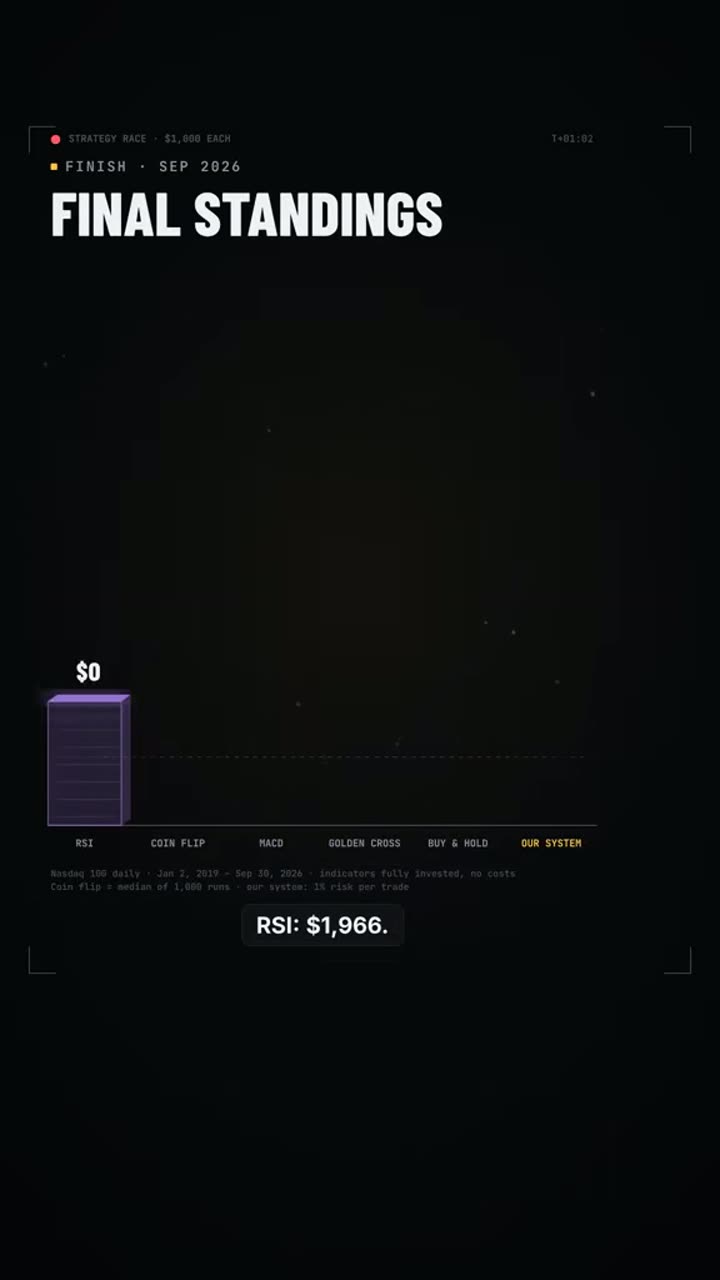 STRATEGY RACE · $1,000 EACH
T+01:02
FINISH · SEP 2026
FINAL STANDINGS
$0
RSI
COIN FLIP
MACD
GOLDEN CROSS
BUY & HOLD
OUR SYSTEM
Nasdaq 100 daily · Jan 2, 2019 – Sep 30, 2026 · indicators fully invested, no costs
Coin flip = median of 1,000 runs · our system: 1% risk per trade
RSI: $1,966.